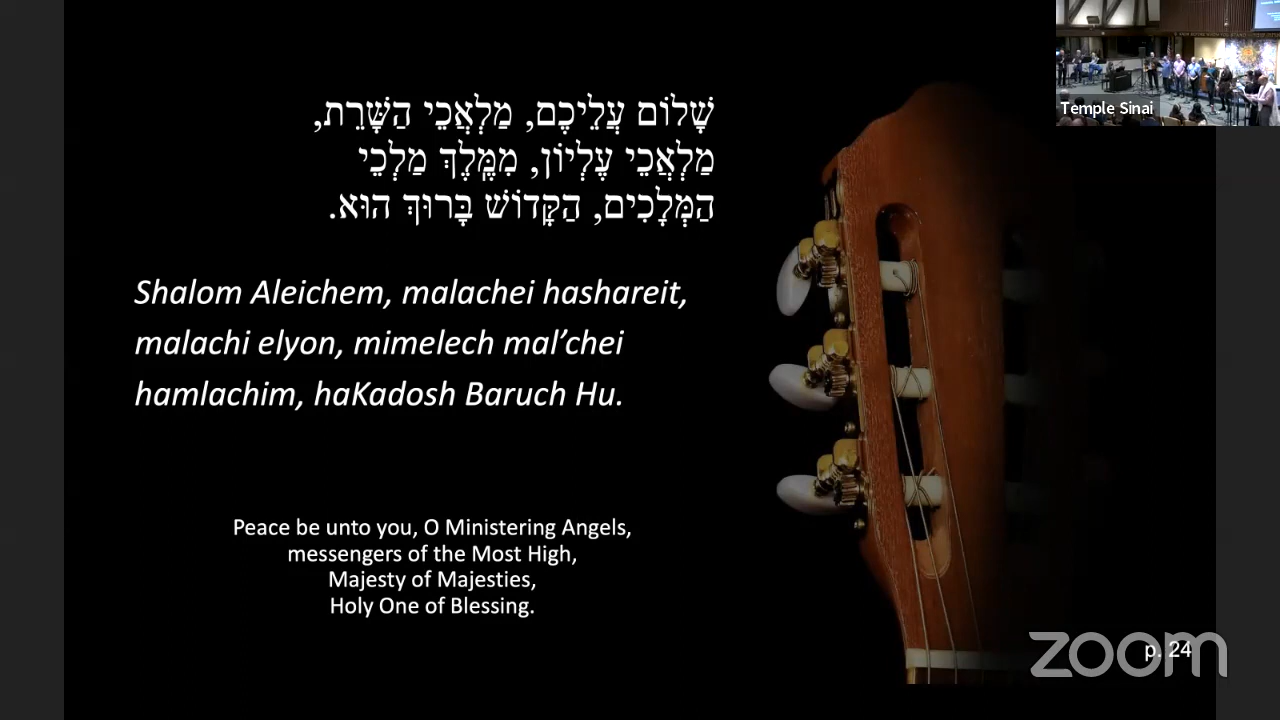 שָׁלוֹם עֲלֵיכֶם, מַלְאֲכֵי הַשָּׁרֵת,
מַלְאֲכֵי עֶלְיוֹן, מִמֶּלֶךְ מַלְכֵי
הַמְּלָכִים, הַקָּדוֹשׁ בָּרוּךְ הוּא.
Shalom Aleichem, malachei hashareit,
malachi elyon, mimelech mal’chei
hamlachim, haKadosh Baruch Hu.
Peace be unto you, O Ministering Angels,
messengers of the Most High,
Majesty of Majesties,
Holy One of Blessing.
Temple Sinai
p. 24
zoom